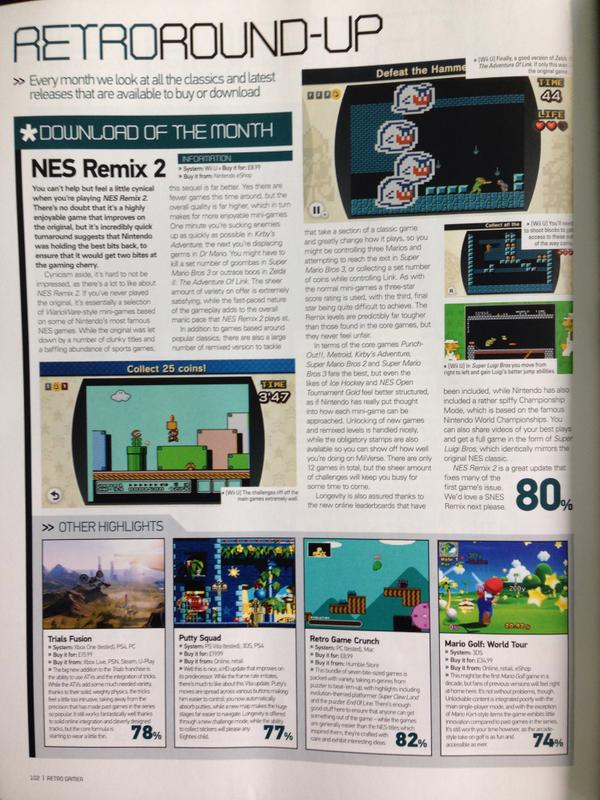 RETROROUND-UP
>> Every month we look at all the classics and latest
releases that are available to buy or download
*DOWNLOAD OF THE MONTH
NES Remix 2
INFORMATION
» System: Wii U » Buy it for: £8.99
» Buy it from: Nintendo eShop
You can't help but feel a little cynical
when you're playing NES Remix 2.
There's no doubt that it's a highly
enjoyable game that improves on
the original, but it's incredibly quick
turnaround suggests that Nintendo
was holding the best bits back, to
ensure that it would get two bites at
the gaming cherry.
Cynicism aside, it's hard not to be
impressed, as there's a lot to like about
NES Remix 2. If you've never played
the original, it's essentially a selection
of WarioWare-style mini-games based
on some of Nintendo's most famous
NES games. While the original was let
down by a number of clunky titles and
a baffling abundance of sports games,
this sequel is far better. Yes there are
fewer games this time around, but the
overall quality is far higher, which in turn
makes for more enjoyable mini-games.
One minute you're sucking enemies
up as quickly as possible in Kirby's
Adventure, the next you're displacing
germs in Dr Mario. You might have to
kill a set number of goombas in Super
Mario Bros 3 or outrace boos in Zelda
II: The Adventure Of Link. The sheer
amount of variety on offer is extremely
satisfying, while the fast-paced nature
of the gameplay adds to the overall
manic pace that NES Remix 2 plays at.
In addition to games based around
popular classics, there are also a large
number of remixed version to tackle
Collect 25 coins!
TIME
3'47
» [Wii U] The challenges riff off the
main games extremely well.
Defeat the Hamme
TIME
44
LIFE
» [Wii U] Finally, a good version of Zelda
The Adventure Of Link. If only this was
the original game.
that take a section of a classic game
and greatly change how it plays, so you
might be controlling three Marios and
attempting to reach the exit in Super
Mario Bros 3, or collecting a set number
of coins while controlling Link. As with
the normal mini-games a three-star
score rating is used, with the third, final
star being quite difficult to achieve. The
Remix levels are predictably far tougher
than those found in the core games, but
they never feel unfair.
In terms of the core games Punch-
Out!!, Metroid, Kirby's Adventure,
Super Mario Bros 2 and Super Mario
Bros 3 fare the best, but even the
likes of Ice Hockey and NES Open
Tournament Golf feel better structured,
as if Nintendo has really put thought
into how each mini-game can be
approached. Unlocking of new games
and remixed levels is handled nicely,
while the obligatory stamps are also
available so you can show off how well
you're doing on MiiVerse. There are only
12 games in total, but the sheer amount
of challenges will keep you busy for
some time to come.
Longevity is also assured thanks to
the new online leaderboards that have
Collect all the
» [Wii U] You'll need
to shoot blocks to get
access to these out
of the way coins.
» [Wii U] In Super Luigi Bros you move from
right to left and gain Luigi's better jump abilities.
been included, while Nintendo has also
included a rather spiffy Championship
Mode, which is based on the famous
Nintendo World Championships. You
can also share videos of your best plays
and get a full game in the form of Super
Luigi Bros, which identically mirrors the
original NES classic.
NES Remix 2 is a great update that
fixes many of the
first game's issue.
We'd love a SNES
Remix next please.
80%
>> OTHER HIGHLIGHTS
Trials Fusion
» System: Xbox One (tested), PS4, PC
» Buy it for: £15.99
» Buy it from: Xbox Live, PSN, Steam, U-Play
» The big new addition to the Trials franchise is
the ability to use ATVs and the integration of tricks.
While the ATVs add some much needed variety,
thanks to their solid, weighty physics, the tricks
feel a little too intrusive, taking away from the
precision that has made past games in the series
so popular. It still works fantastically well thanks
to solid online integration and cleverly designed
tracks, but the core formula is
starting to wear a little thin.
78%
Putty Squad
» System: PS Vita (tested), 3DS, PS4
» Buy it for: £19.99
» Buy it from: Online, retail
» Well this is nice, an HD update that improves on
its predecessor. While the frame rate irritates,
there's much to like about this Vita update. Putty's
moves are spread across various buttons making
him easier to control, you now automatically
absorb putties, while a new map makes the huge
stages far easier to navigate. Longevity is offered
through a new challenge mode, while the ability
to collect stickers will please any
Eighties child.
77%
Retro Game Crunch
» System: PC (tested), Mac
» Buy it for: £8.99
» Buy it from: Humble Store
» This bundle of seven bite-sized games is
packed with variety, taking in genres from
puzzlers to beat-em-up, with highlights including
evolution-themed platformer Super Clew Land
and the puzzler End Of Line. There's enough
good stuff here to ensure that anyone can get
something out of the game – while the games
are generally easier than the NES titles which
inspired them, they're crafted with
care and exhibit interesting ideas.
82%
Mario Golf: World Tour
» System: 3DS
» Buy it for: £34.99
» Buy it from: Online, retail, eShop
» This might be the first Mario Golf game in a
decade, but fans of previous versions will feel right
at home here. It's not without problems, though.
Unlockable content is integrated poorly with the
main single-player mode, and with the exception
of Mario Kart-style items the game exhibits little
innovation compared to past games in the series.
It's still worth your time however, as the arcade-
style take on golf is as fun and
accessible as ever.
74%
102 | RETRO GAMER